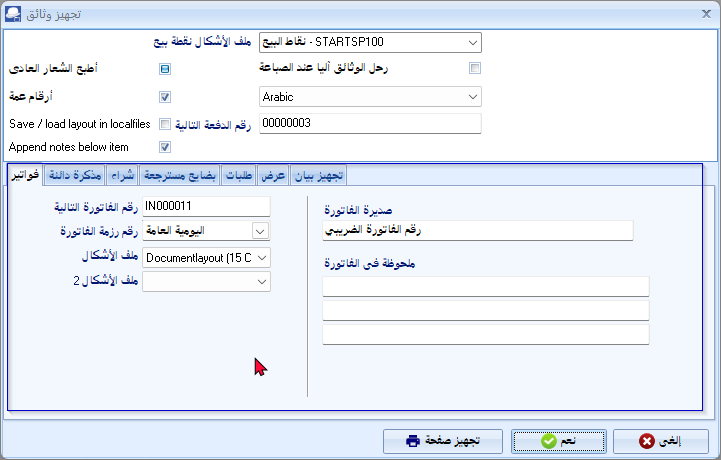 تجهيز وثائق
ملف الأشكال نقطة بيع
نقاط البيع - STARTSP100
أطبع الشعار العادى
رحل الوثائق آليا عند الصباعة
أرقام عمة
Arabic
Save / load layout in localfiles
رقم الدفعة التالية
00000003
Append notes below item
فواتير
مذكرة دائنة
شراء
بضايع مسترجعة
طلبات
عرض
تجهيز بيان
رقم الفاتورة التالية
IN000011
رقم رزمة الفاتورة
اليومية العامة
ملف الأشكال
Documentlayout (15 C
ملف الأشكال 2
صديرة الفاتورة
رقم الفاتورة الضريبي
ملحوظة فى الفاتورة
تجهيز صفحة
نعم
إلغى